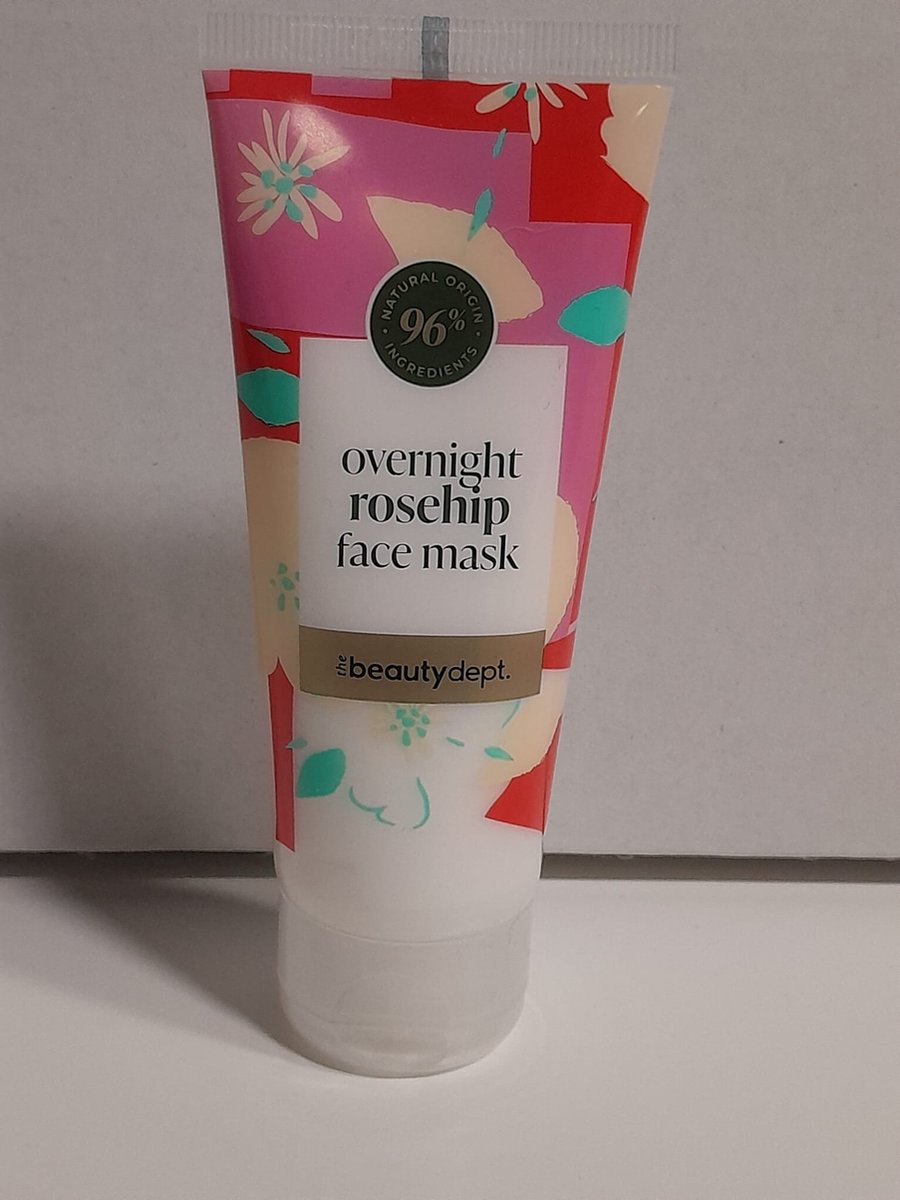 NATURAL ORIGIN
96%
INGREDIENTS
overnight
rosehip
face mask
the beautydept.